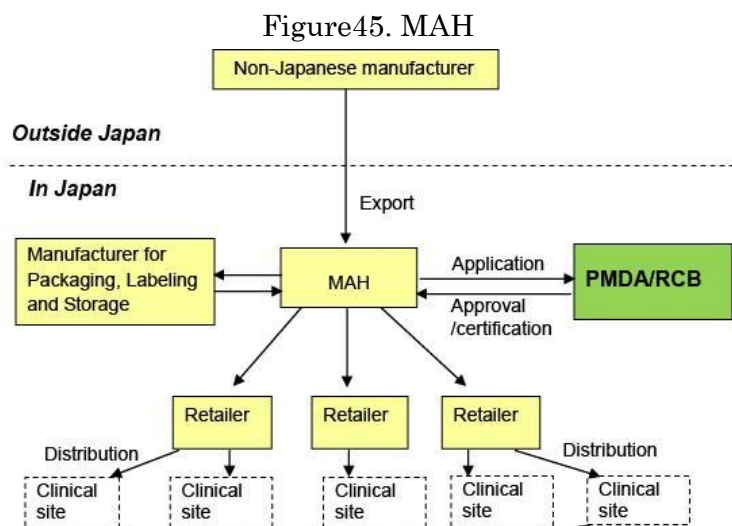 Figure45. MAH
Non-Japanese manufacturer
Outside Japan
In Japan
Export
Manufacturer for
Packaging, Labeling
and Storage
MAH
Application
Approval
/certification
PMDA/RCB
Retailer
Retailer
Retailer
Distribution
Distribution
Clinical
site
Clinical
site
Clinical
site
Clinical
site
Clinical
site